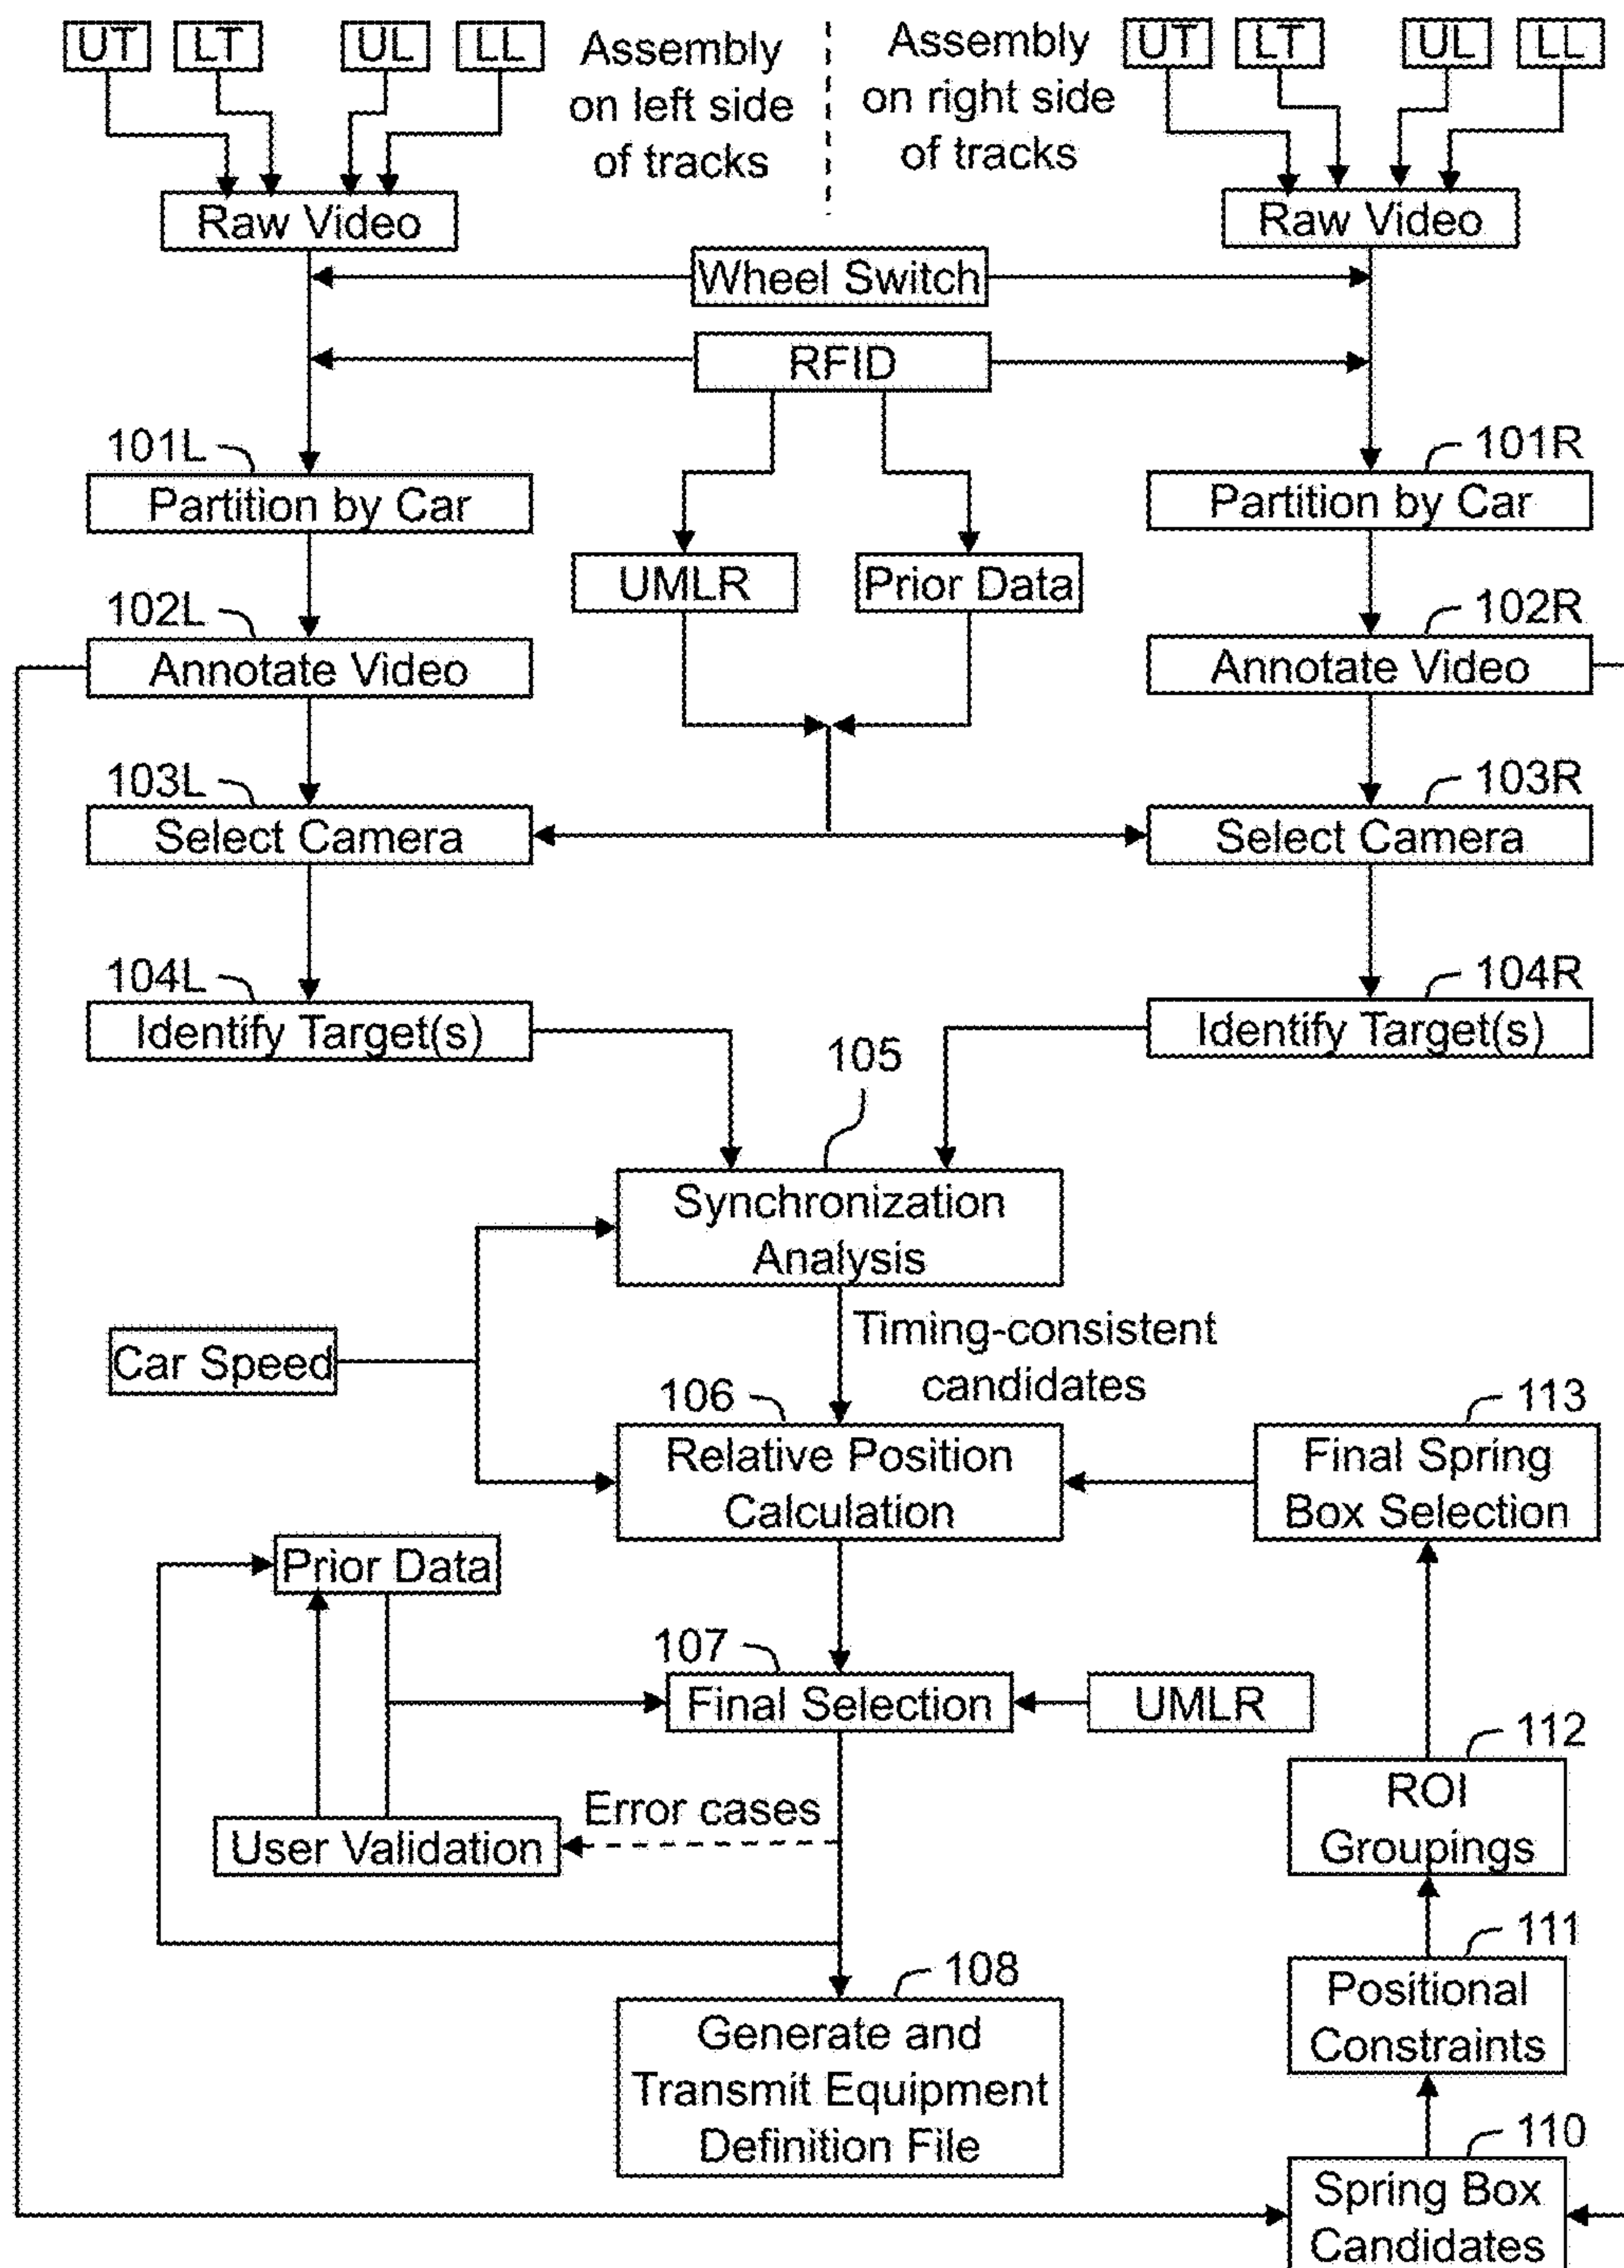 UT LT UL LL
Assembly
on left side
of tracks
Assembly
on right side
of tracks
UT LT UL LL
Raw Video
Raw Video
Wheel Switch
RFID
101L
Partition by Car
101R
Partition by Car
UMLR
Prior Data
102L
Annotate Video
102R
Annotate Video
103L
Select Camera
103R
Select Camera
104L
Identify Target(s)
104R
Identify Target(s)
105
Synchronization
Analysis
Car Speed
Timing-consistent
candidates
106
Relative Position
Calculation
113
Final Spring
Box Selection
Prior Data
107
Final Selection
UMLR
Error cases
User Validation
112
ROI
Groupings
111
Positional
Constraints
108
Generate and
Transmit Equipment
Definition File
110
Spring Box
Candidates